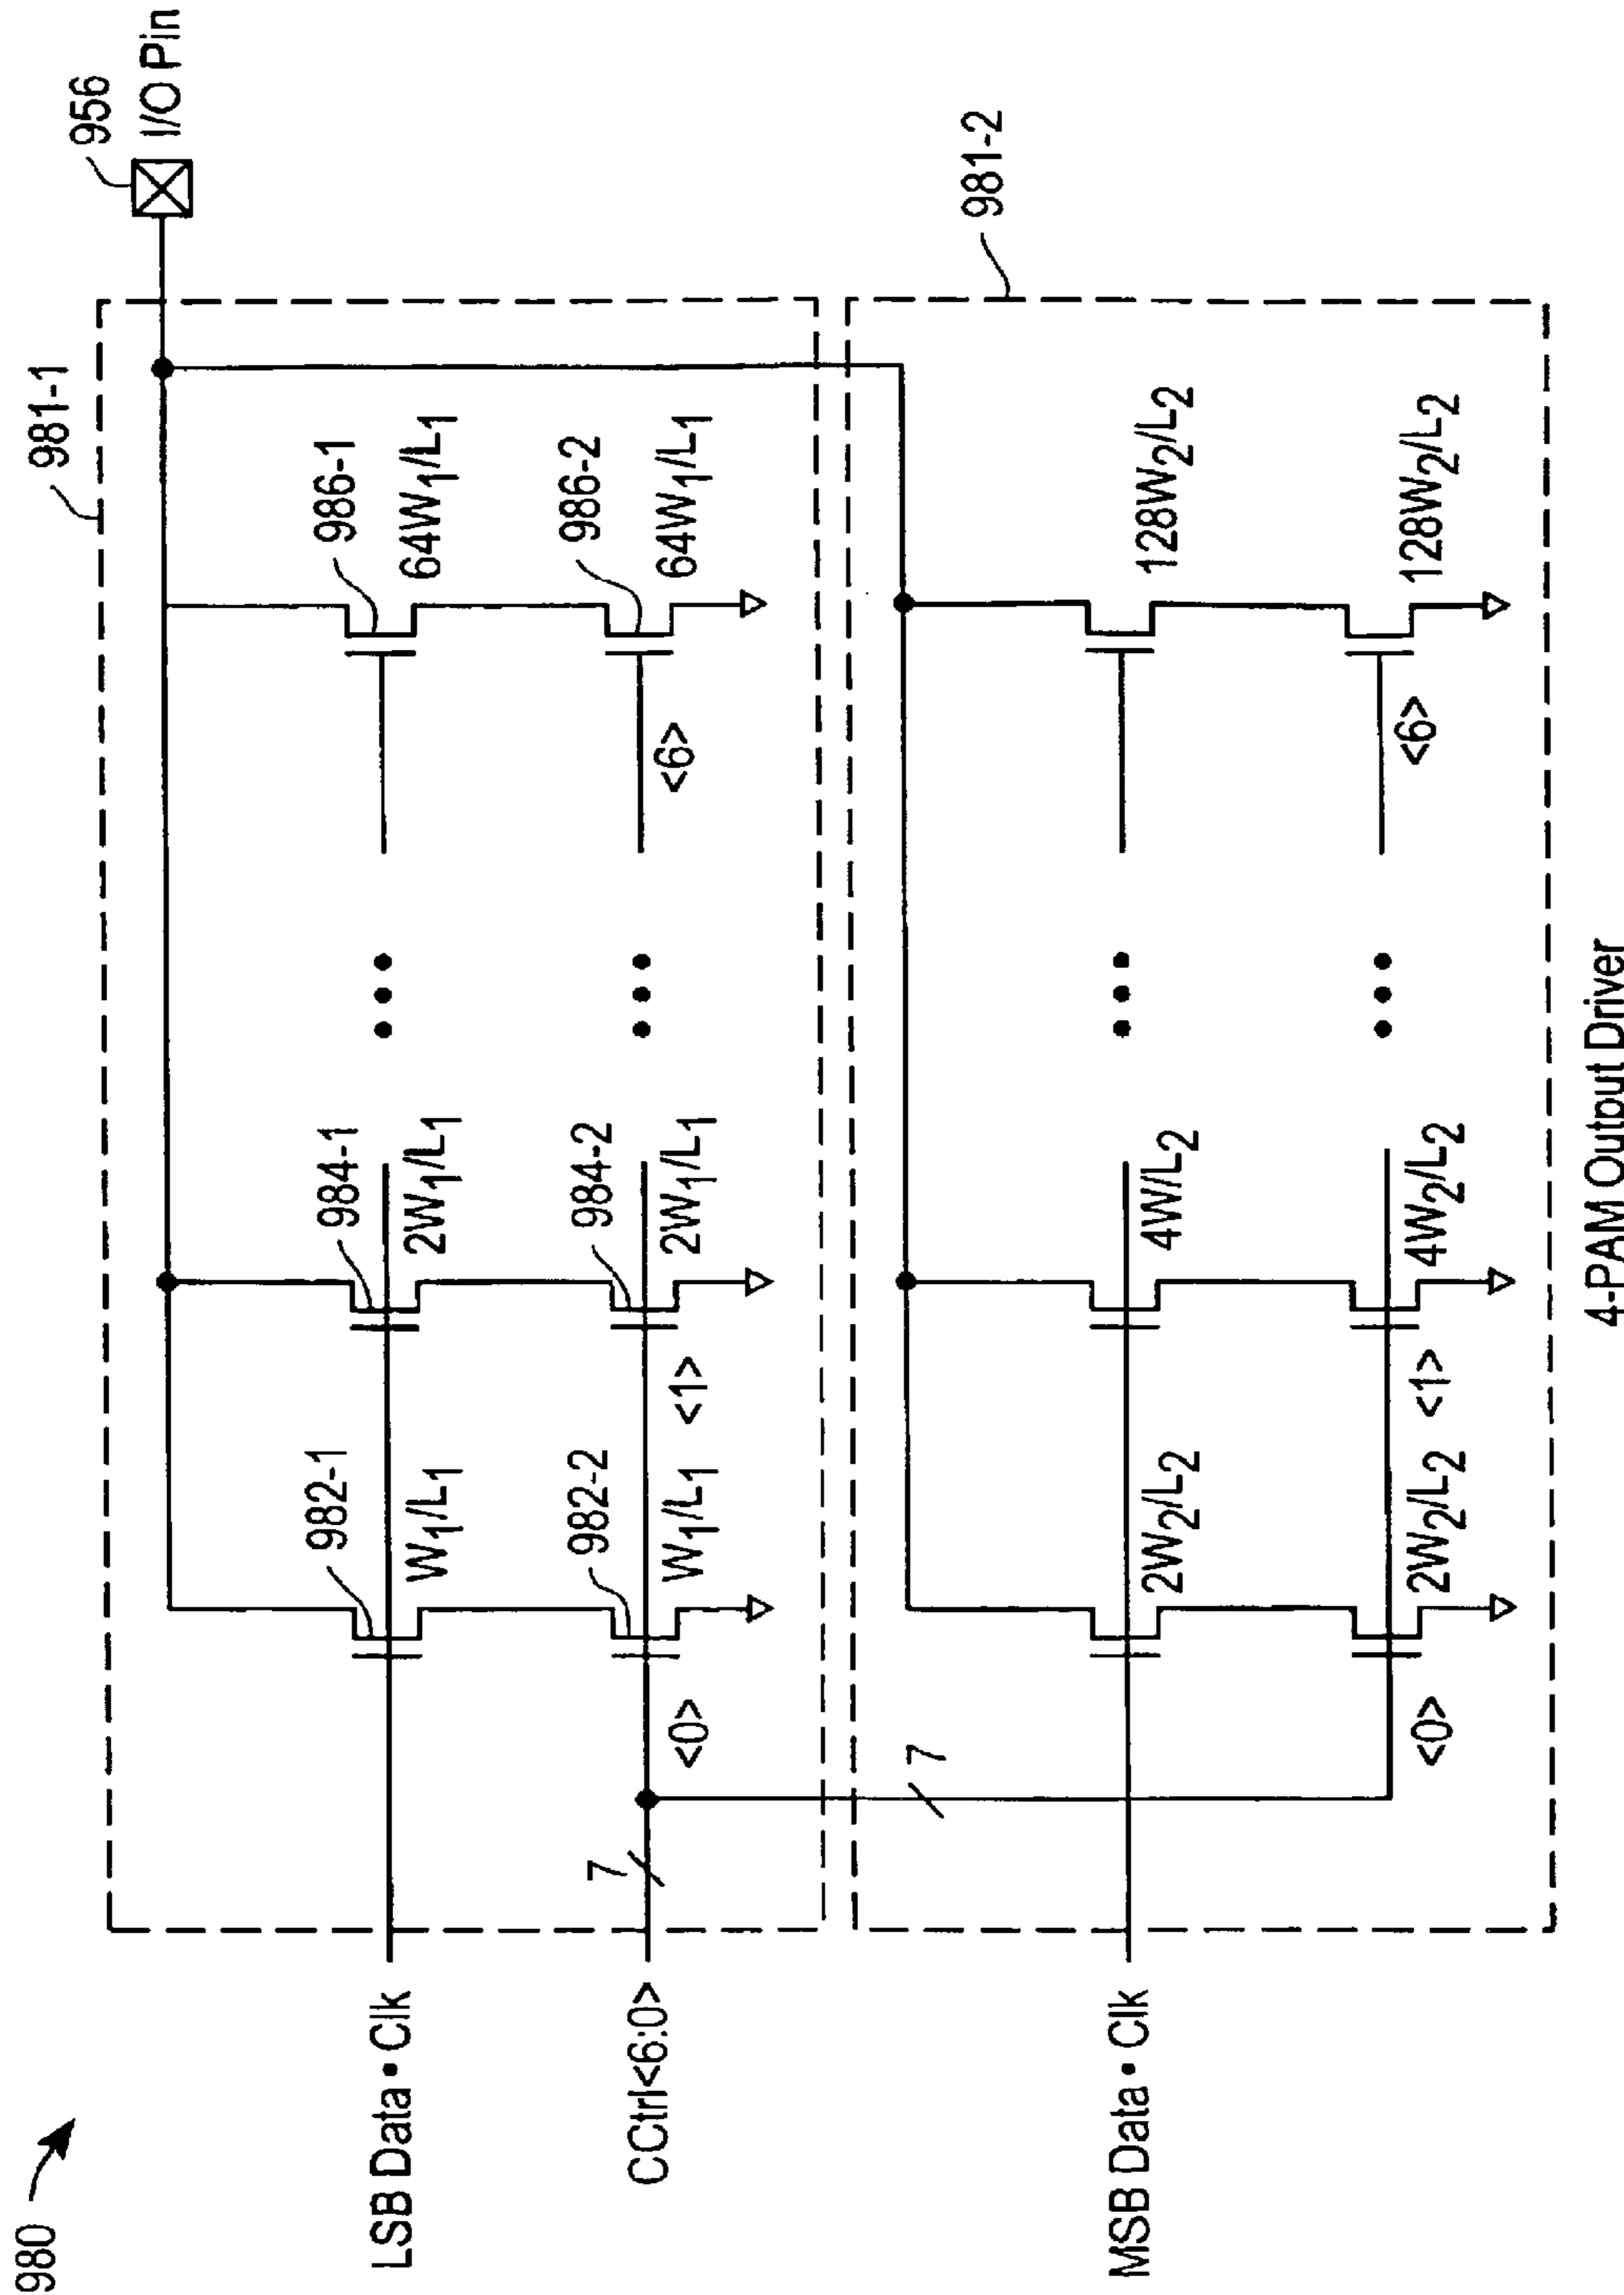 980
981-1
956
I/O Pin
LSB Data • Clk
982-1
W1/L1
984-1
2W1/L1
986-1
64W1/L1
CCtrl<6:0>
7
<0>
982-2
W1/L1
<1>
984-2
2W1/L1
<6>
986-2
64W1/L1
7
981-2
MSB Data • Clk
2W2/L2
4W/L2
128W2/L2
<0>
2W2/L2
<1>
4W2/L2
<6>
128W2/L2
4-PAM Output Driver